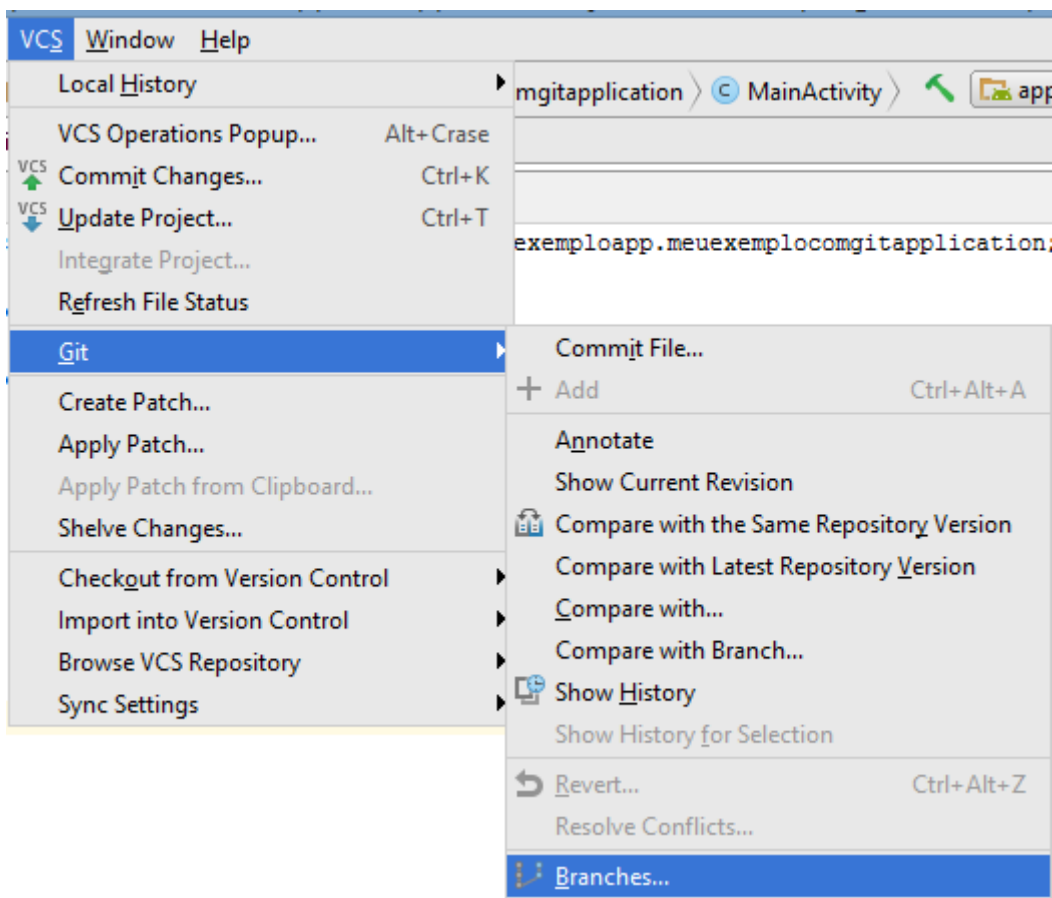 VCS Window Help
Local History
mgitapplication MainActivity app
VCS Operations Popup... Alt+Crase
VCS Commit Changes... Ctrl+K
VCS Update Project... Ctrl+T
exemploapp.meuexemplocomgitapplication;
Integrate Project...
Refresh File Status
Git
Create Patch...
Apply Patch...
Apply Patch from Clipboard...
Shelve Changes...
Checkout from Version Control
Import into Version Control
Browse VCS Repository
Sync Settings
Commit File...
Add Ctrl+Alt+A
Annotate
Show Current Revision
Compare with the Same Repository Version
Compare with Latest Repository Version
Compare with...
Compare with Branch...
Show History
Show History for Selection
Revert... Ctrl+Alt+Z
Resolve Conflicts...
Branches...